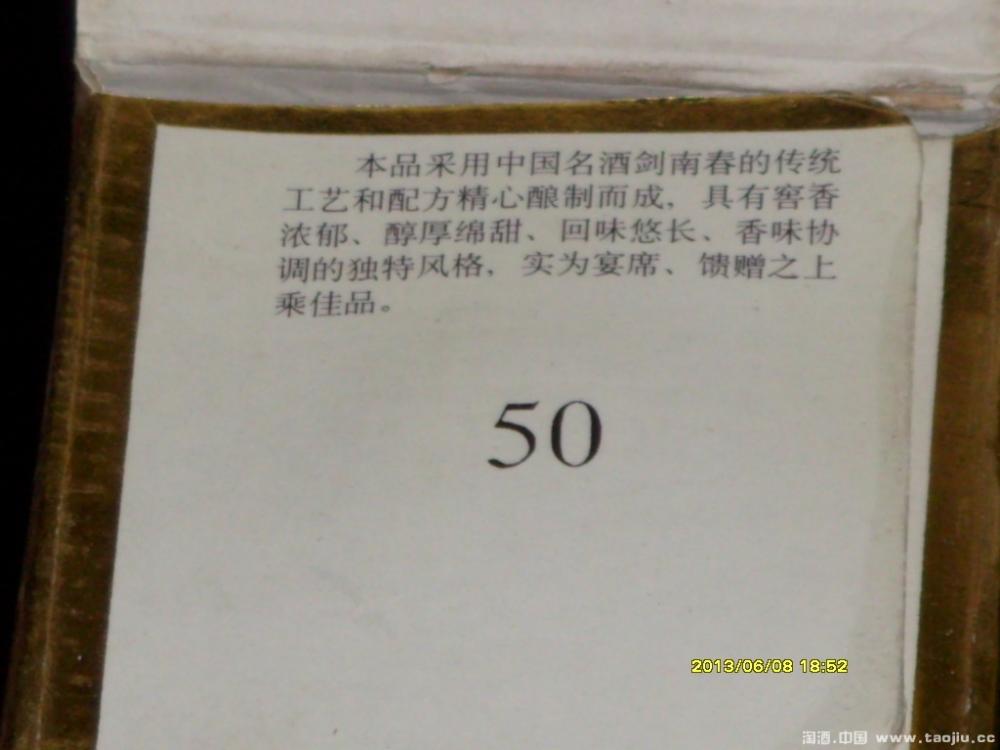 本品采用中国名酒剑南春的传统
工艺和配方精心酿制而成，具有窖香
浓郁、醇厚绵甜、回味悠长、香味协
调的独特风格，实为宴席、馈赠之上
乘佳品。
50
2013/06/08 18:52
淘酒.中国 www.taojiu.cc